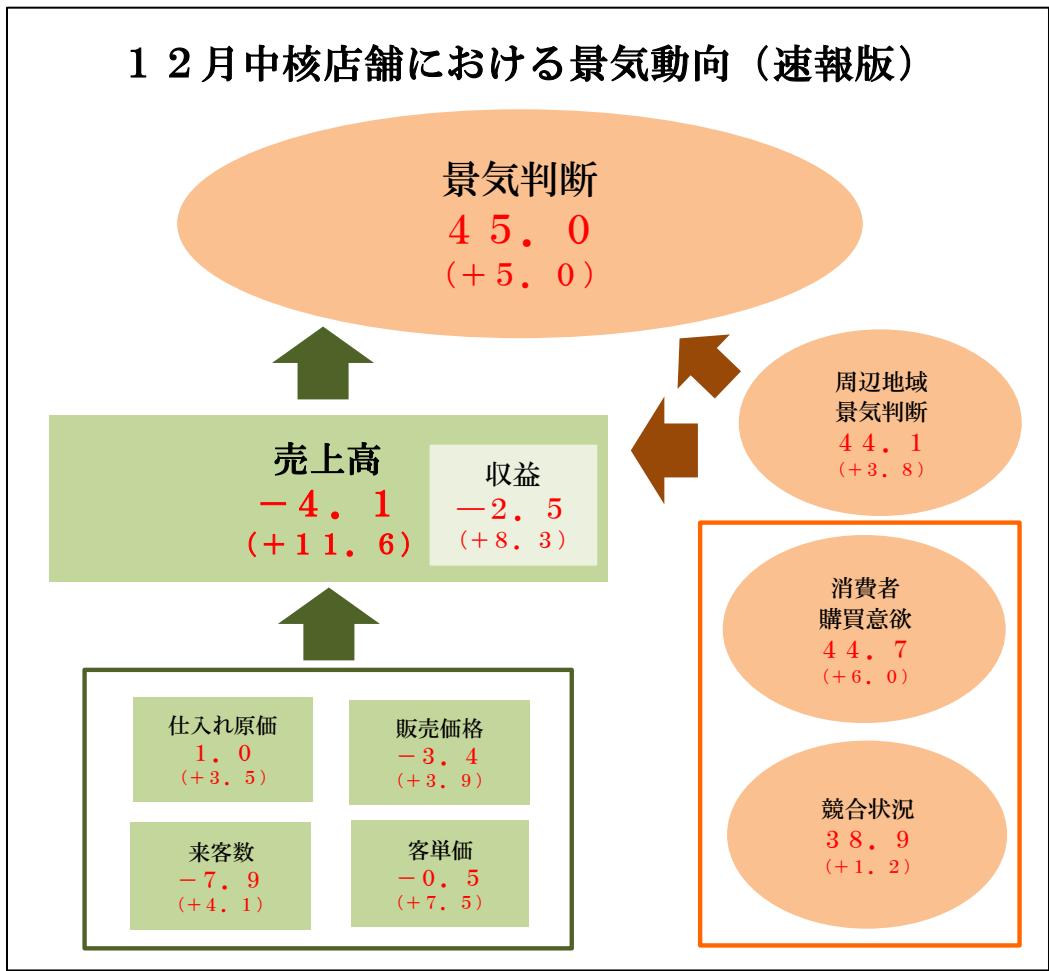 １２月中核店舗における景気動向（速報版）
景気判断
４５．０
（＋５．０）
周辺地域
景気判断
４４．１
（＋３．８）
売上高
－４．１
（＋１１．６）
収益
―２．５
（＋８．３）
消費者
購買意欲
４４．７
（＋６．０）
仕入れ原価
１．０
（＋３．５）
販売価格
－３．４
（＋３．９）
来客数
－７．９
（＋４．１）
客単価
－０．５
（＋７．５）
競合状況
３８．９
（＋１．２）